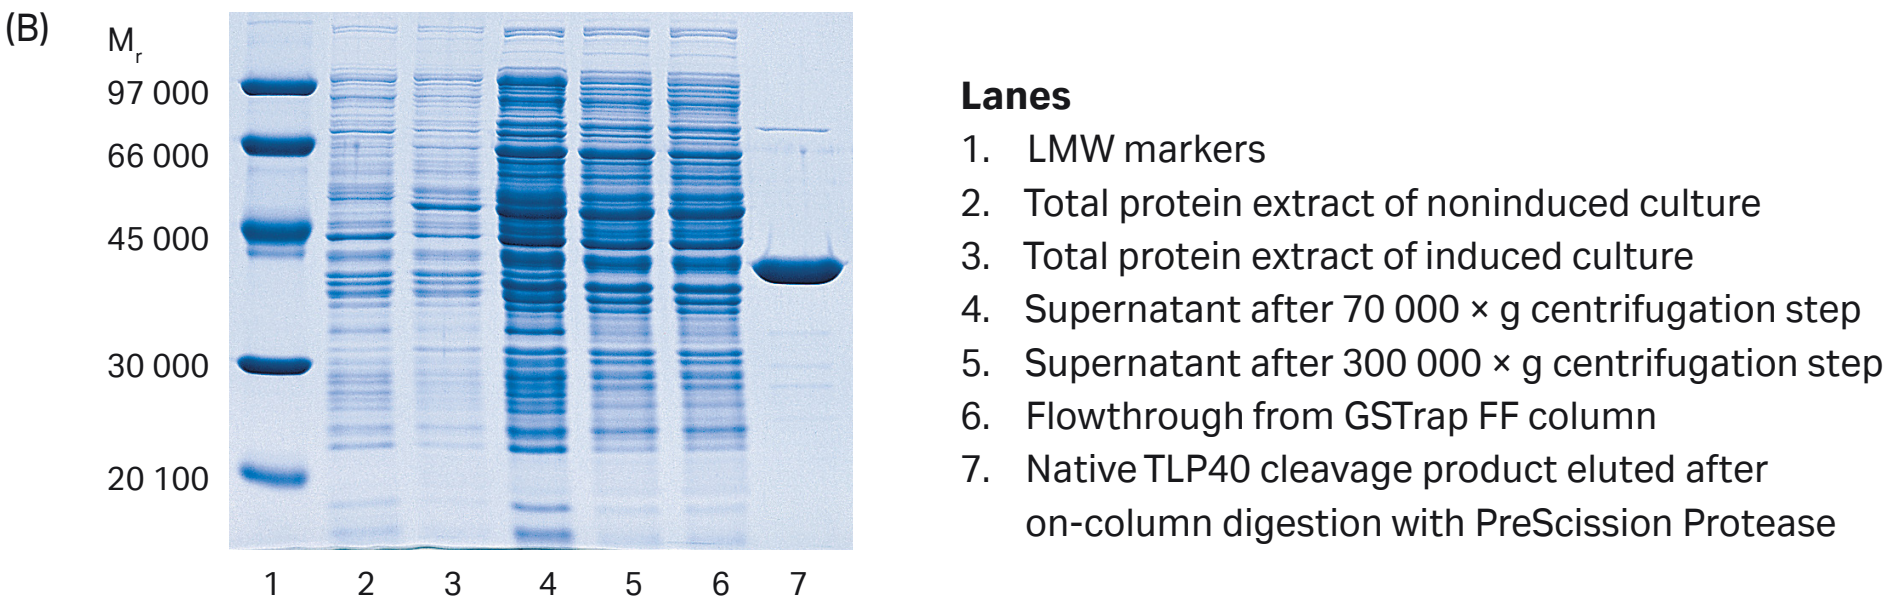 (B)
Mr
97 000
66 000
45 000
30 000
20 100
1 2 3 4 5 6 7
Lanes
1. LMW markers
2. Total protein extract of noninduced culture
3. Total protein extract of induced culture
4. Supernatant after 70 000 × g centrifugation step
5. Supernatant after 300 000 × g centrifugation step
6. Flowthrough from GSTrap FF column
7. Native TLP40 cleavage product eluted after
on-column digestion with PreScission Protease